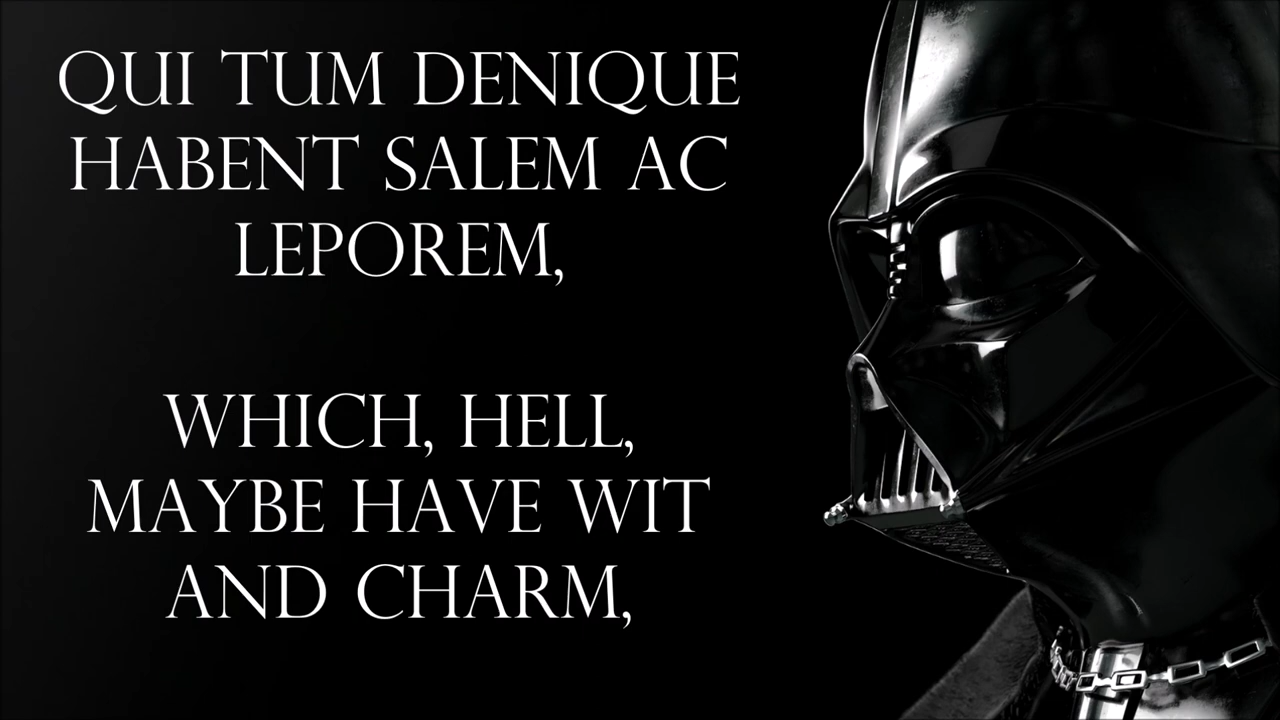 QUI TUM DENIQUE
HABENT SALEM AC
LEPOREM,
WHICH, HELL,
MAYBE HAVE WIT
AND CHARM,